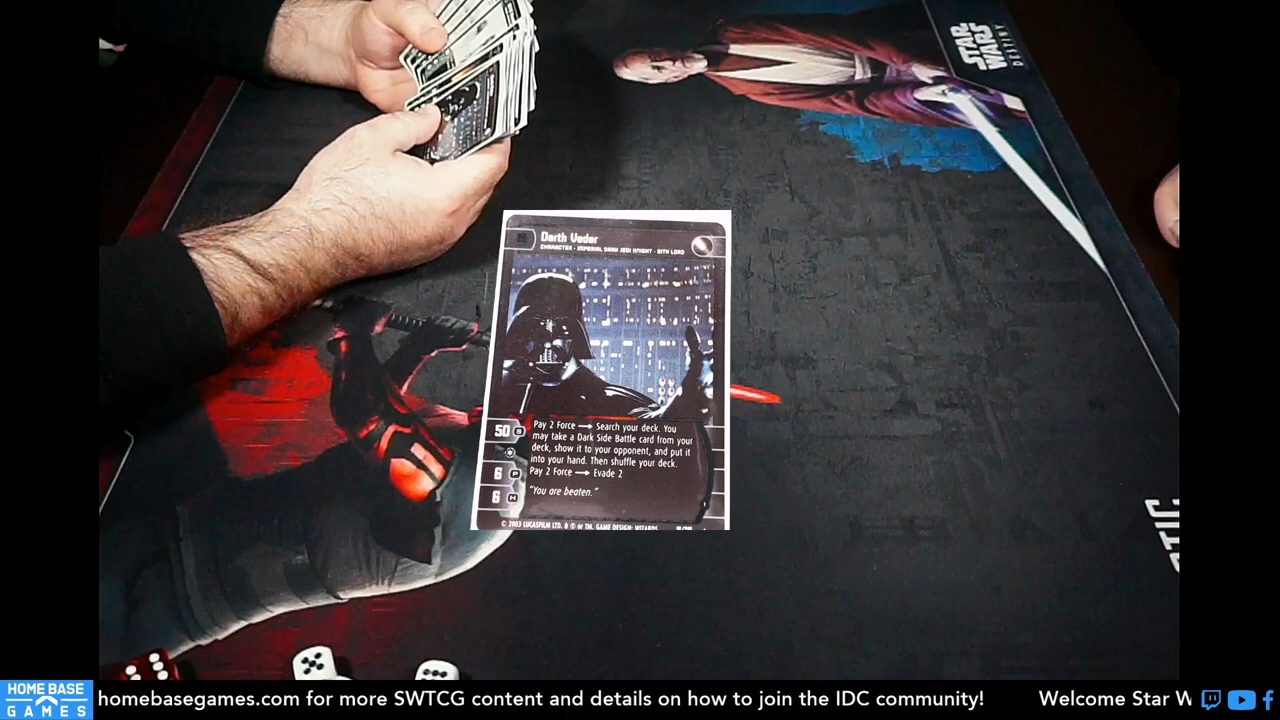 STAR
WARS
DESTINY
Darth Vader
CHARACTER - IMPERIAL DARK JEDI KNIGHT - SITH LORD
50
6
6
Pay 2 Force → Search your deck. You
may take a Dark Side Battle card from your
deck, show it to your opponent, and put it
into your hand. Then shuffle your deck.
Pay 2 Force → Evade 2
"You are beaten."
© 2003 LUCASFILM LTD. & ® or TM. GAME DESIGN: WIZARDS
HOME BASE
GAMES
homebasegames.com for more SWTCG content and details on how to join the IDC community!
Welcome Star W